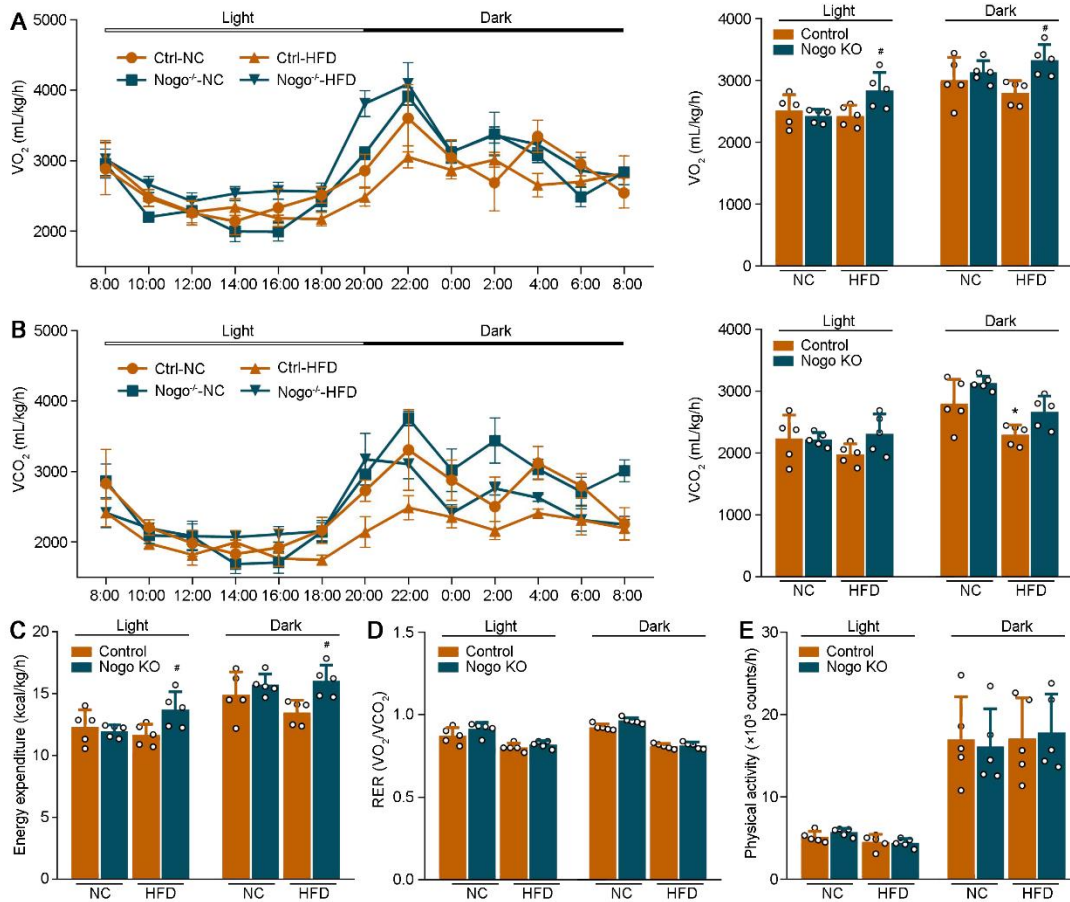 A
Light
Dark
Ctrl-NC
Ctrl-HFD
Nogo⁻/⁻-NC
Nogo⁻/⁻-HFD
VO₂ (mL/kg/h)
5000
4000
3000
2000
8:00 10:00 12:00 14:00 16:00 18:00 20:00 22:00 0:00 2:00 4:00 6:00 8:00
Light
Dark
Control
Nogo KO
#
#
VO₂ (mL/kg/h)
4000
3000
2000
1000
0
NC HFD NC HFD
B
Light
Dark
Ctrl-NC
Ctrl-HFD
Nogo⁻/⁻-NC
Nogo⁻/⁻-HFD
VCO₂ (mL/kg/h)
5000
4000
3000
2000
8:00 10:00 12:00 14:00 16:00 18:00 20:00 22:00 0:00 2:00 4:00 6:00 8:00
Light
Dark
Control
Nogo KO
*
VCO₂ (mL/kg/h)
4000
3000
2000
1000
0
NC HFD NC HFD
C
Light
Dark
Control
Nogo KO
#
#
Energy expenditure (kcal/kg/h)
20
15
10
5
0
NC HFD NC HFD
D
Light
Dark
Control
Nogo KO
RER (VO₂/VCO₂)
1.5
1.0
0.5
0.0
NC HFD NC HFD
E
Light
Dark
Control
Nogo KO
Physical activity (×10³ counts/h)
30
20
10
0
NC HFD NC HFD